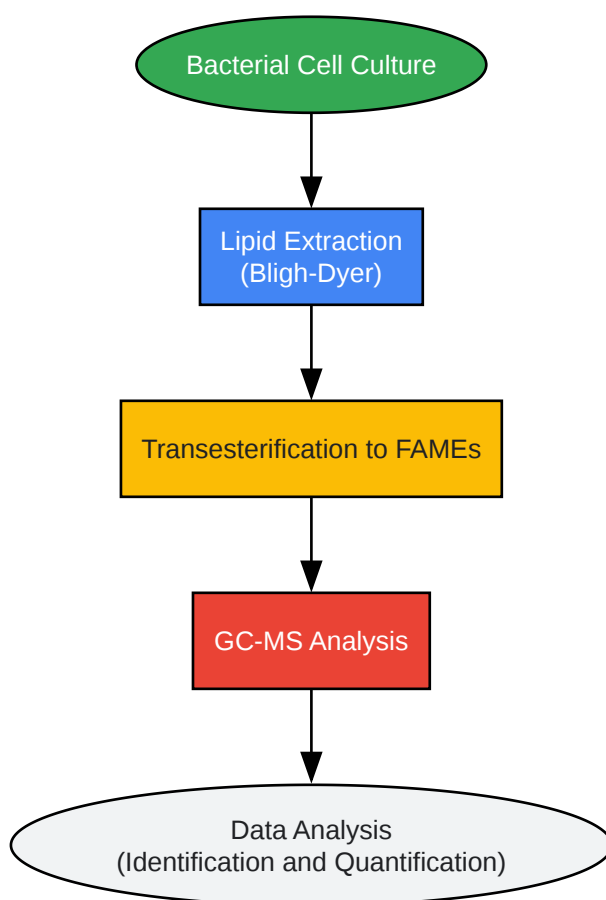 Bacterial Cell Culture
Lipid Extraction
(Bligh-Dyer)
Transesterification to FAMEs
GC-MS Analysis
Data Analysis
(Identification and Quantification)